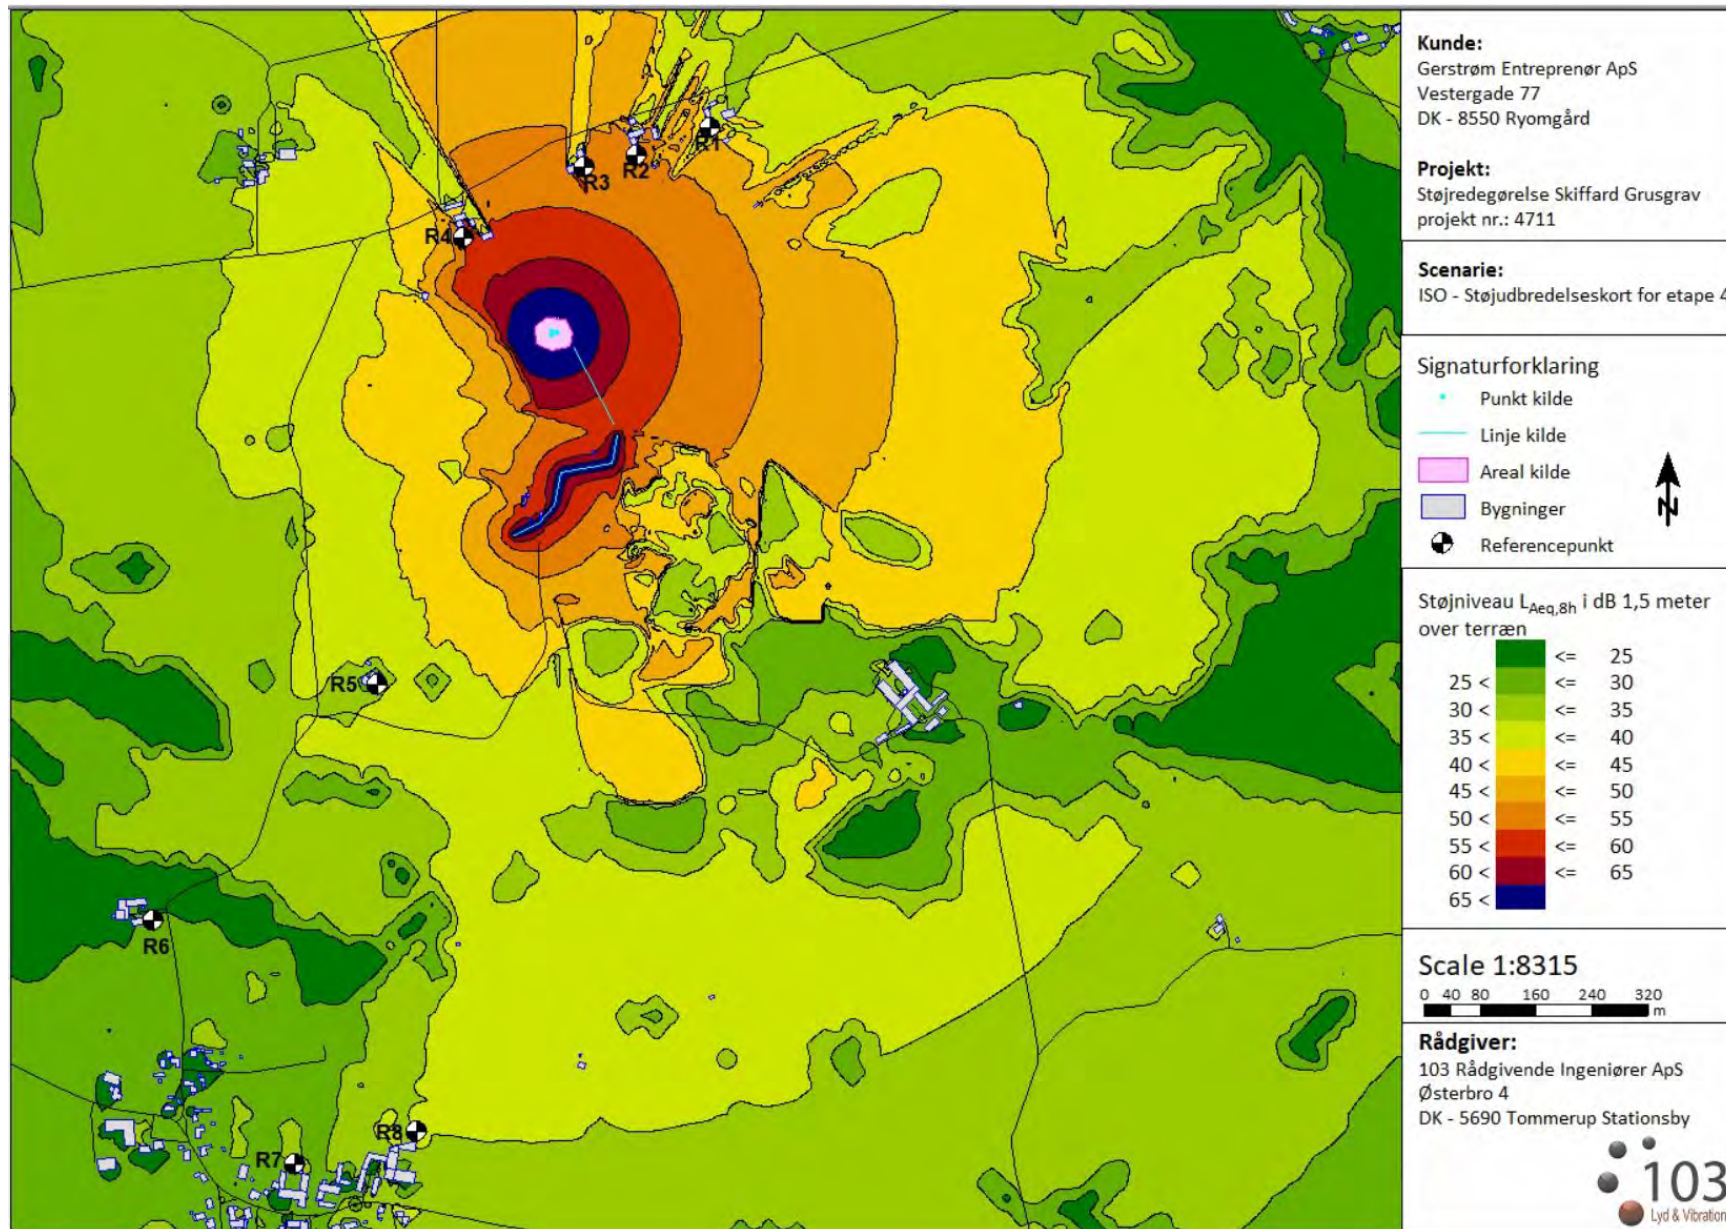 Kunde:
Gerstrøm Entreprenør ApS
Vestergade 77
DK - 8550 Ryomgård
Projekt:
Støjredegørelse Skiffard Grusgrav
projekt nr.: 4711
Scenarie:
ISO - Støjudbredelseskort for etape 4
Signaturforklaring
Punkt kilde
Linje kilde
Areal kilde
Bygninger
Referencepunkt
N
Støjniveau LAeq,8h i dB 1,5 meter
over terræn
<= 25
25 < <= 30
30 < <= 35
35 < <= 40
40 < <= 45
45 < <= 50
50 < <= 55
55 < <= 60
60 < <= 65
65 <
Scale 1:8315
0 40 80 160 240 320
m
Rådgiver:
103 Rådgivende Ingeniører ApS
Østerbro 4
DK - 5690 Tommerup Stationsby
103
Lyd & Vibration
R1
R2
R3
R4
R5
R6
R7
R8